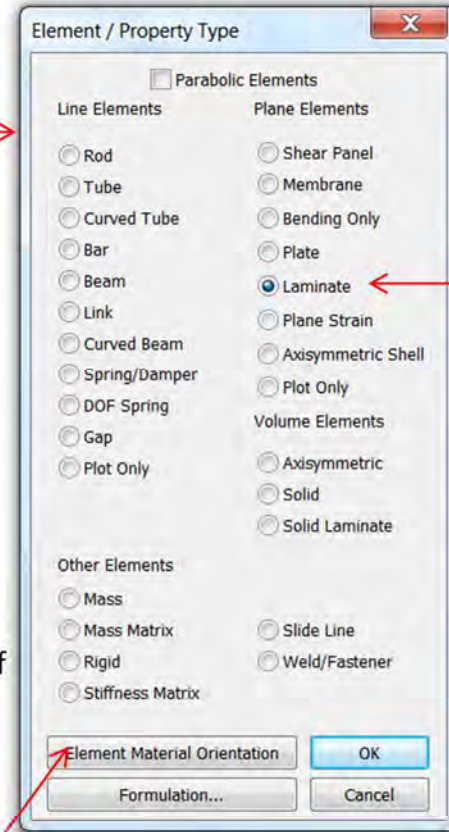 Element / Property Type
Parabolic Elements
Line Elements
Rod
Tube
Curved Tube
Bar
Beam
Link
Curved Beam
Spring/Damper
DOF Spring
Gap
Plot Only
Plane Elements
Shear Panel
Membrane
Bending Only
Plate
Laminate
Plane Strain
Axisymmetric Shell
Plot Only
Volume Elements
Axisymmetric
Solid
Solid Laminate
Other Elements
Mass
Mass Matrix
Rigid
Stiffness Matrix
Slide Line
Weld/Fastener
f
Element Material Orientation
OK
Formulation...
Cancel